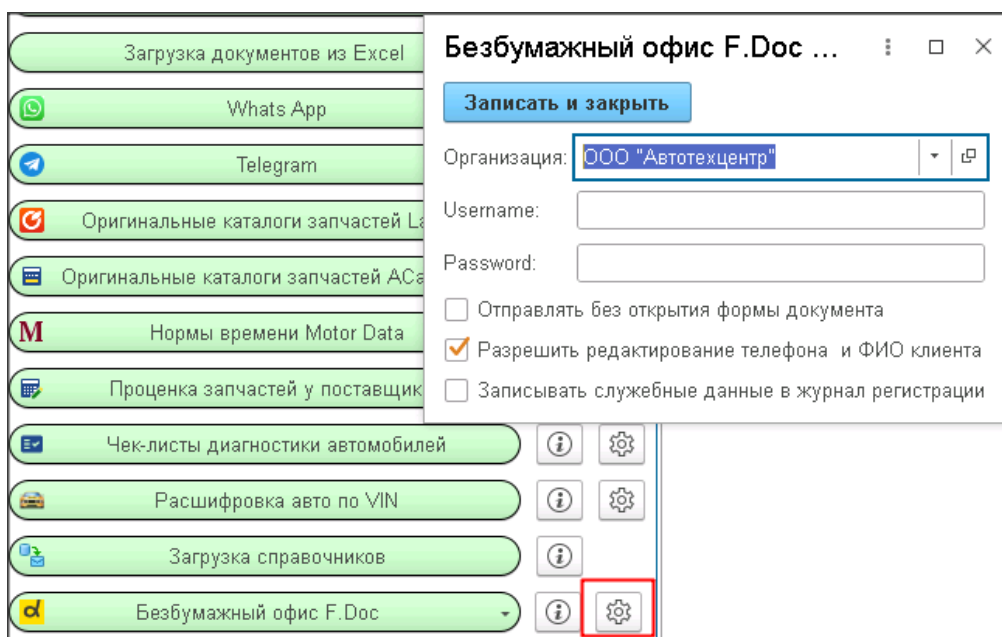 Загрузка документов из Excel
Whats App
Telegram
Оригинальные каталоги запчастей La
Оригинальные каталоги запчастей ACa
M Нормы времени Motor Data
Проценка запчастей у поставщик
Чек-листы диагностики автомобилей
Расшифровка авто по VIN
Загрузка справочников
Безбумажный офис F.Doc
Безбумажный офис F.Doc ...
Записать и закрыть
Организация: ООО "Автотехцентр"
Username:
Password:
Отправлять без открытия формы документа
Разрешить редактирование телефона и ФИО клиента
Записывать служебные данные в журнал регистрации